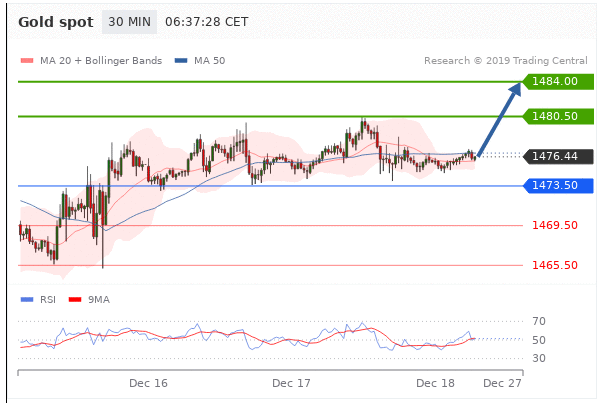 Gold spot 30 MIN 06:37:28 CET
MA 20 + Bollinger Bands MA 50 Research © 2019 Trading Central
1484.00
1480.50
1476.44
1473.50
1469.50
1465.50
RSI 9MA
70
50
30
Dec 16 Dec 17 Dec 18 Dec 27